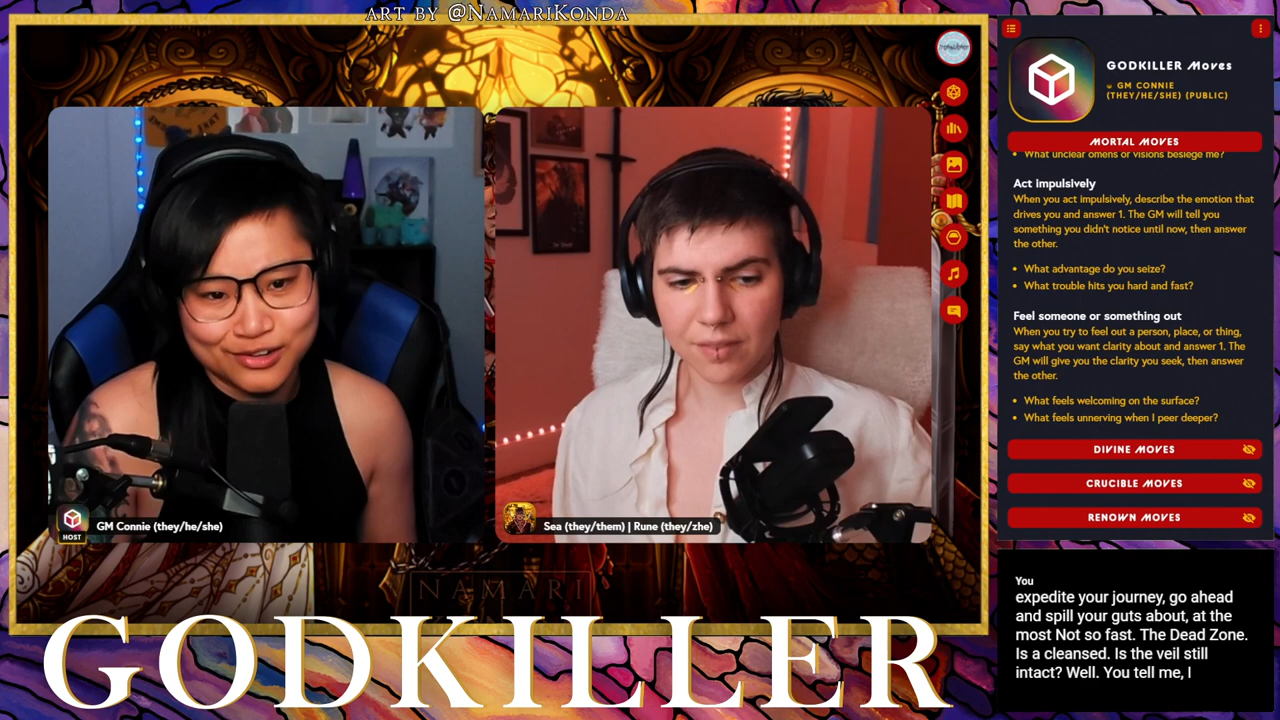 ART BY @NAMARIKONDA
GODKILLER Moves
GM CONNIE
(THEY/HE/SHE) (PUBLIC)
MORTAL MOVES
• What unclear omens or visions besiege me?
Act impulsively
When you act impulsively, describe the emotion that
drives you and answer 1. The GM will tell you
something you didn't notice until now, then answer
the other.
• What advantage do you seize?
• What trouble hits you hard and fast?
Feel someone or something out
When you try to feel out a person, place, or thing,
say what you want clarity about and answer 1. The
GM will give you the clarity you seek, then answer
the other.
• What feels welcoming on the surface?
• What feels unnerving when I peer deeper?
DIVINE MOVES
CRUCIBLE MOVES
RENOWN MOVES
GM Connie (they/he/she)
HOST
Sea (they/them) | Rune (they/zhe)
NAMARI
GODKILLER
You
expedite your journey, go ahead
and spill your guts about, at the
most Not so fast. The Dead Zone.
Is a cleansed. Is the veil still
intact? Well. You tell me, I